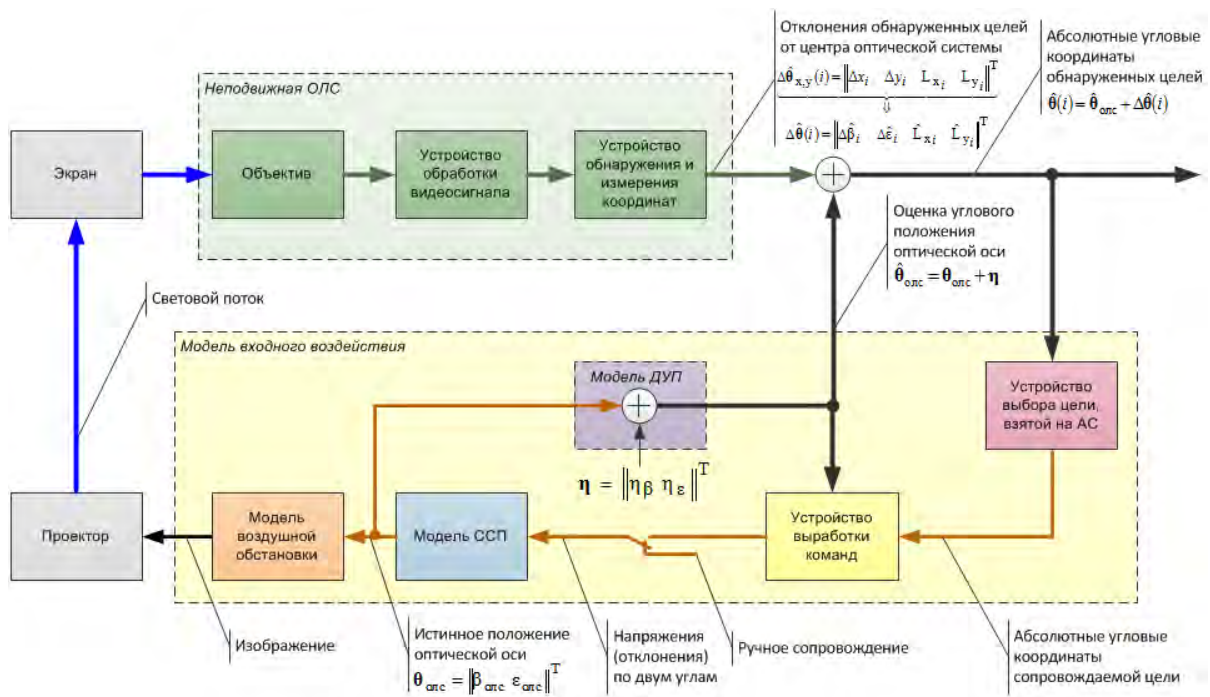 Отклонения обнаруженных целей
от центра оптической системы
Δθ̂x,y(i) = ‖Δxi Δyi Lxi Lyi‖T
⇓
Δθ̂(i) = ‖Δβ̂i Δε̂i L̂xi L̂yi‖T
Абсолютные угловые
координаты
обнаруженных целей
θ̂(i) = θ̂олс + Δθ̂(i)
Неподвижная ОЛС
Экран
Объектив
Устройство
обработки
видеосигнала
Устройство
обнаружения и
измерения
координат
Оценка углового
положения
оптической оси
θ̂олс = θолс + η
Световой поток
Модель входного воздействия
Модель ДУП
η = ‖ηβ ηε‖T
Устройство
выбора цели,
взятой на АС
Проектор
Модель
воздушной
обстановки
Модель ССП
Устройство
выработки
команд
Изображение
Истинное положение
оптической оси
θолс = ‖βолс εолс‖T
Напряжения
(отклонения)
по двум углам
Ручное сопровождение
Абсолютные угловые
координаты
сопровождаемой цели